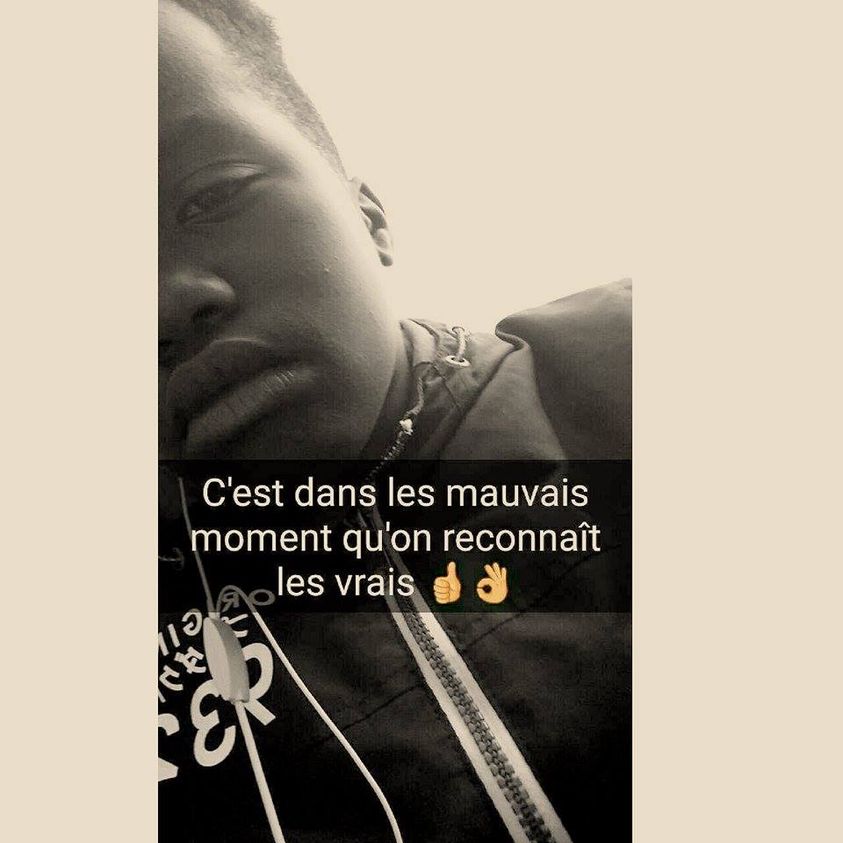 C'est dans les mauvais
moment qu'on reconnaît
les vrais 👍👌